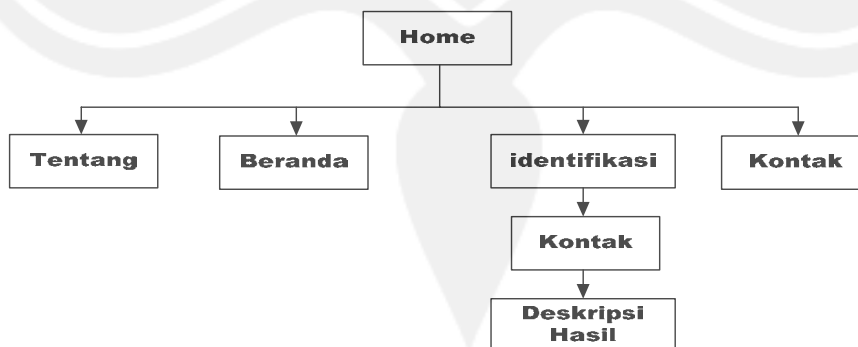 Home
Tentang
Beranda
identifikasi
Kontak
Kontak
Deskripsi
Hasil